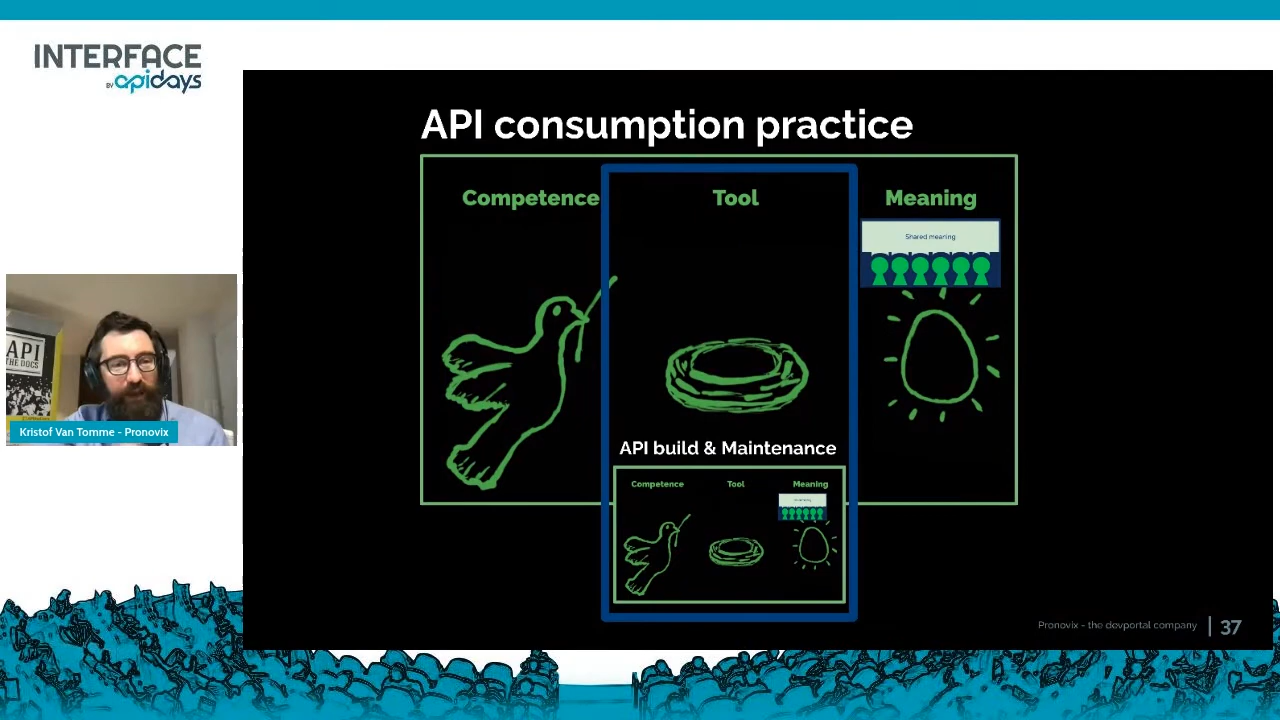 INTERFACE
BY apidays
API consumption practice
Competence
Tool
Meaning
Shared meaning
API build & Maintenance
Competence
Tool
Meaning
API
THE DOCS
Kristof Van Tomme - Pronovix
Pronovix - the devportal company
37